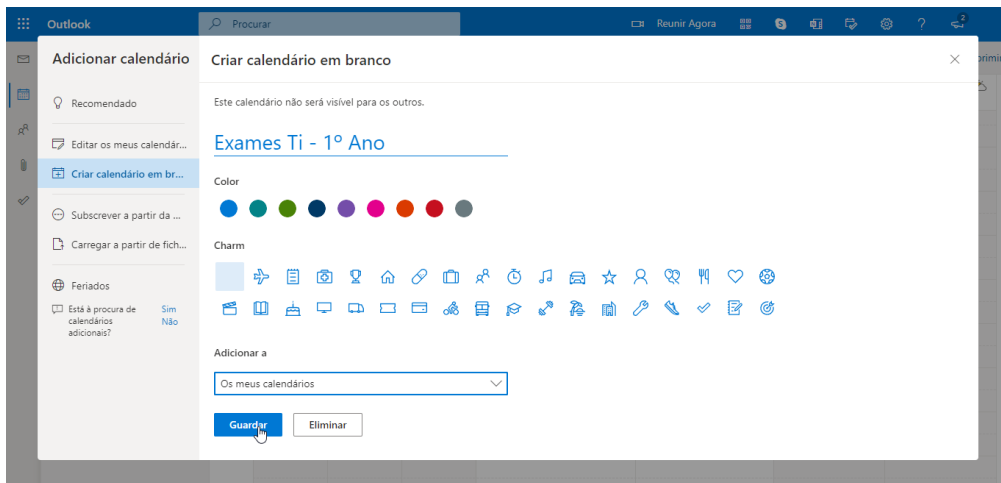 Outlook
Procurar
Reunir Agora
2
Adicionar calendário
Recomendado
Editar os meus calendár...
Criar calendário em br...
Subscrever a partir da ...
Carregar a partir de fich...
Feriados
Está à procura de calendários adicionais?
Sim
Não
Criar calendário em branco
Este calendário não será visível para os outros.
Exames Ti - 1º Ano
Color
Charm
Adicionar a
Os meus calendários
Guardar
Eliminar